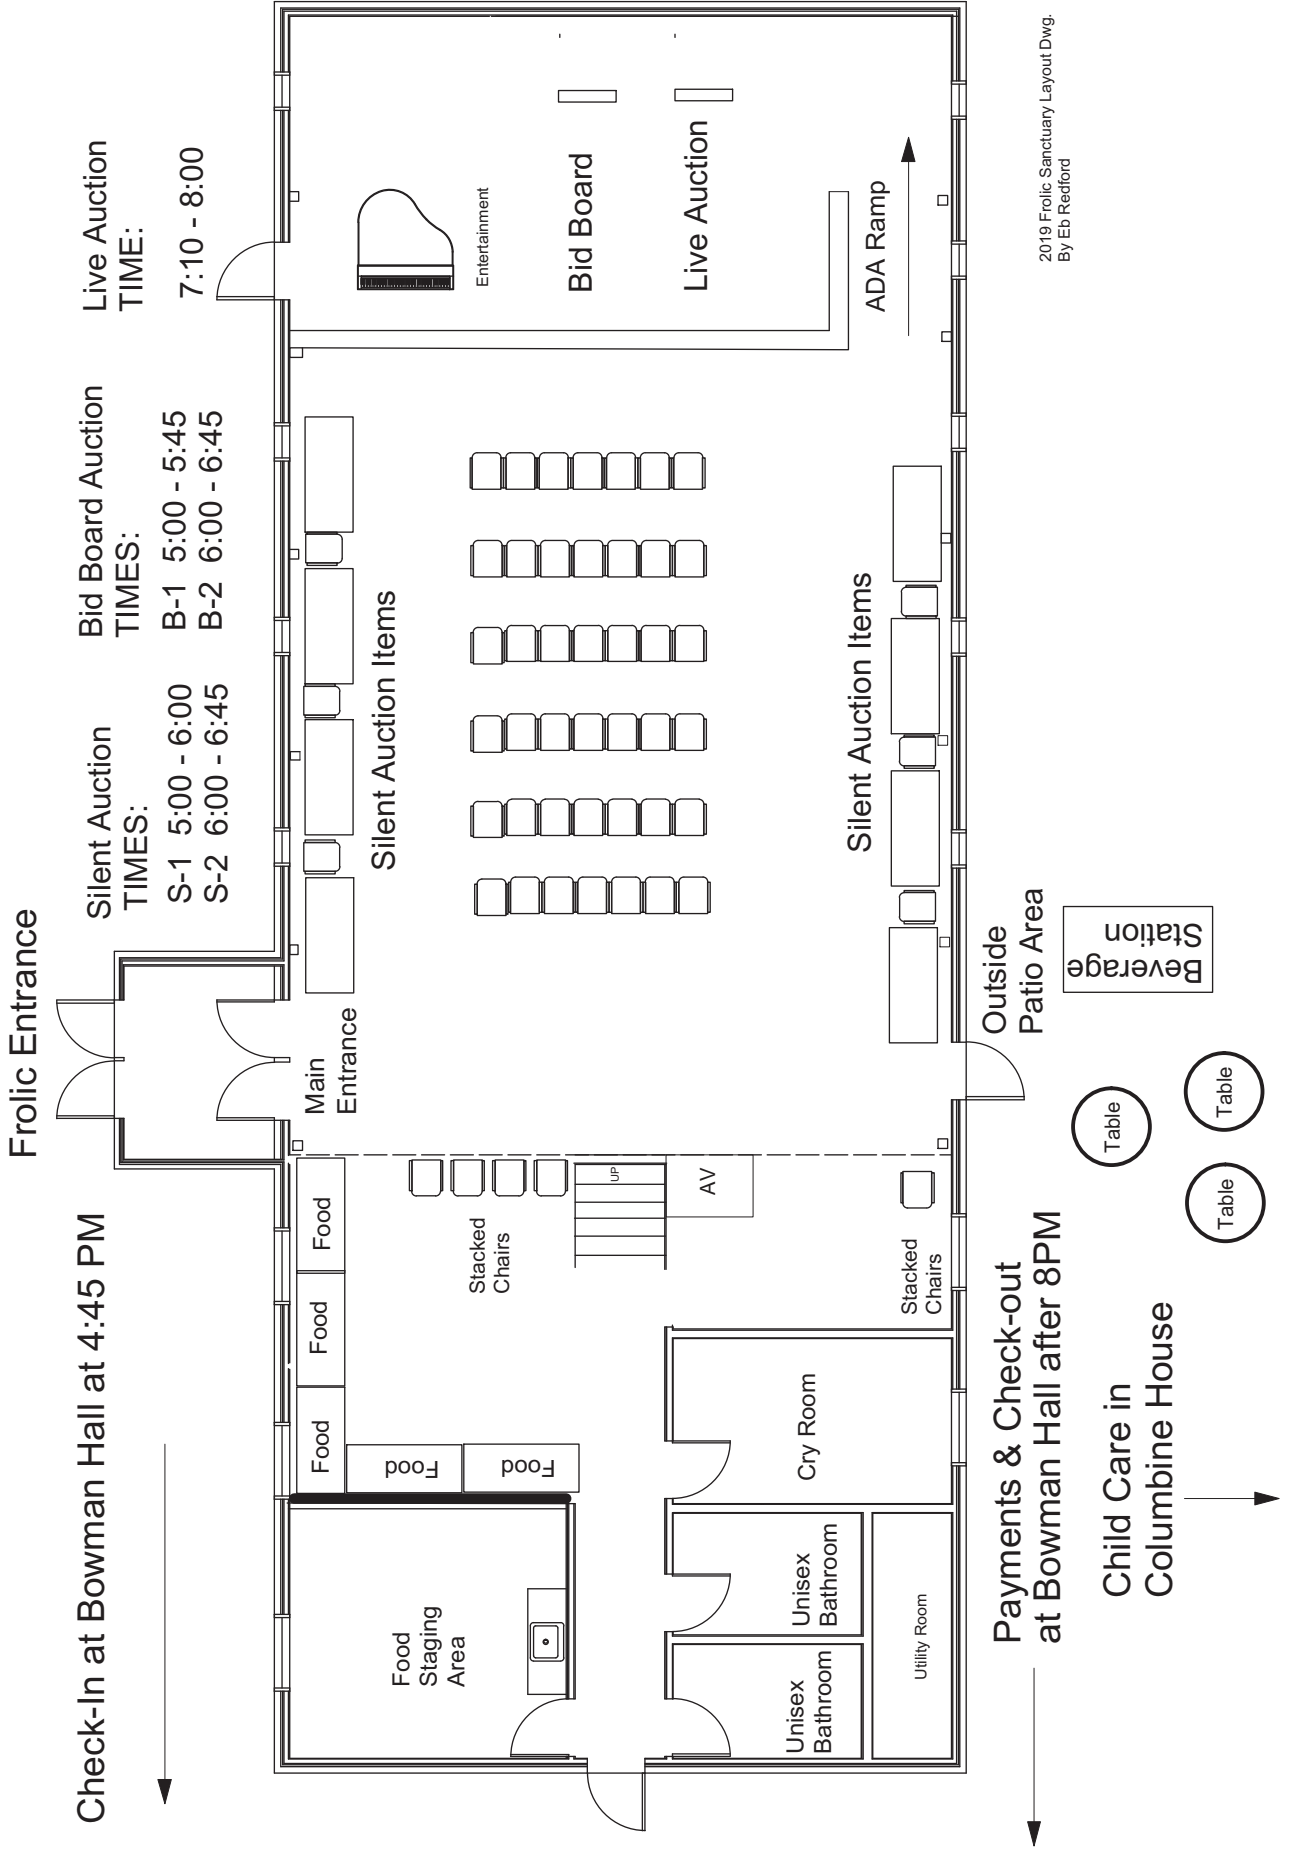 Frolic Entrance
Check-In at Bowman Hall at 4:45 PM
Silent Auction
TIMES:
S-1 5:00 - 6:00
S-2 6:00 - 6:45
Bid Board Auction
TIMES:
B-1 5:00 - 5:45
B-2 6:00 - 6:45
Live Auction
TIME:
7:10 - 8:00
Main
Entrance
Food
Food
Food
Food
Food
Food
Staging
Area
Stacked
Chairs
UP
AV
Stacked
Chairs
Cry Room
Unisex
Bathroom
Unisex
Bathroom
Utility Room
Silent Auction Items
Silent Auction Items
Entertainment
Bid Board
Live Auction
ADA Ramp
Outside
Patio Area
Beverage
Station
Table
Table
Table
Payments & Check-out
at Bowman Hall after 8PM
Child Care in
Columbine House
2019 Frolic Sanctuary Layout Dwg.
By Eb Redford